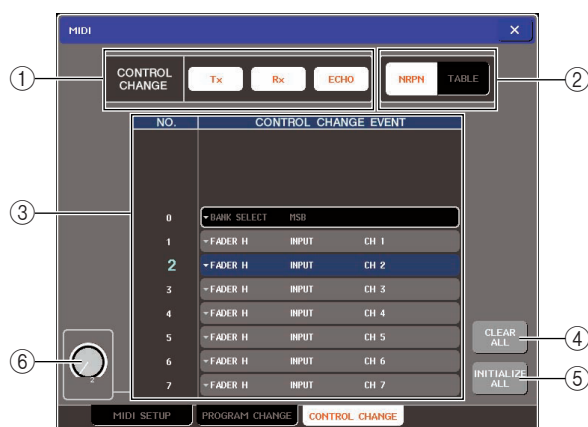 MIDI ×
① CONTROL CHANGE Tx Rx ECHO NRPN TABLE ②
NO. CONTROL CHANGE EVENT
③
0 BANK SELECT MSB
1 FADER H INPUT CH 1
2 FADER H INPUT CH 2
3 FADER H INPUT CH 3
4 FADER H INPUT CH 4
5 FADER H INPUT CH 5
CLEAR ALL ④
6 FADER H INPUT CH 6
⑥ 2
7 FADER H INPUT CH 7
INITIALIZE ALL ⑤
MIDI SETUP PROGRAM CHANGE CONTROL CHANGE